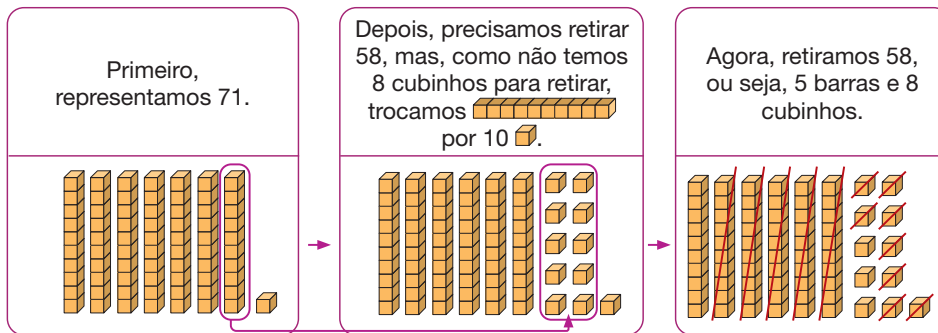 Primeiro,
representamos 71.
Depois, precisamos retirar
58, mas, como não temos
8 cubinhos para retirar,
trocamos
por 10 .
Agora, retiramos 58,
ou seja, 5 barras e 8
cubinhos.